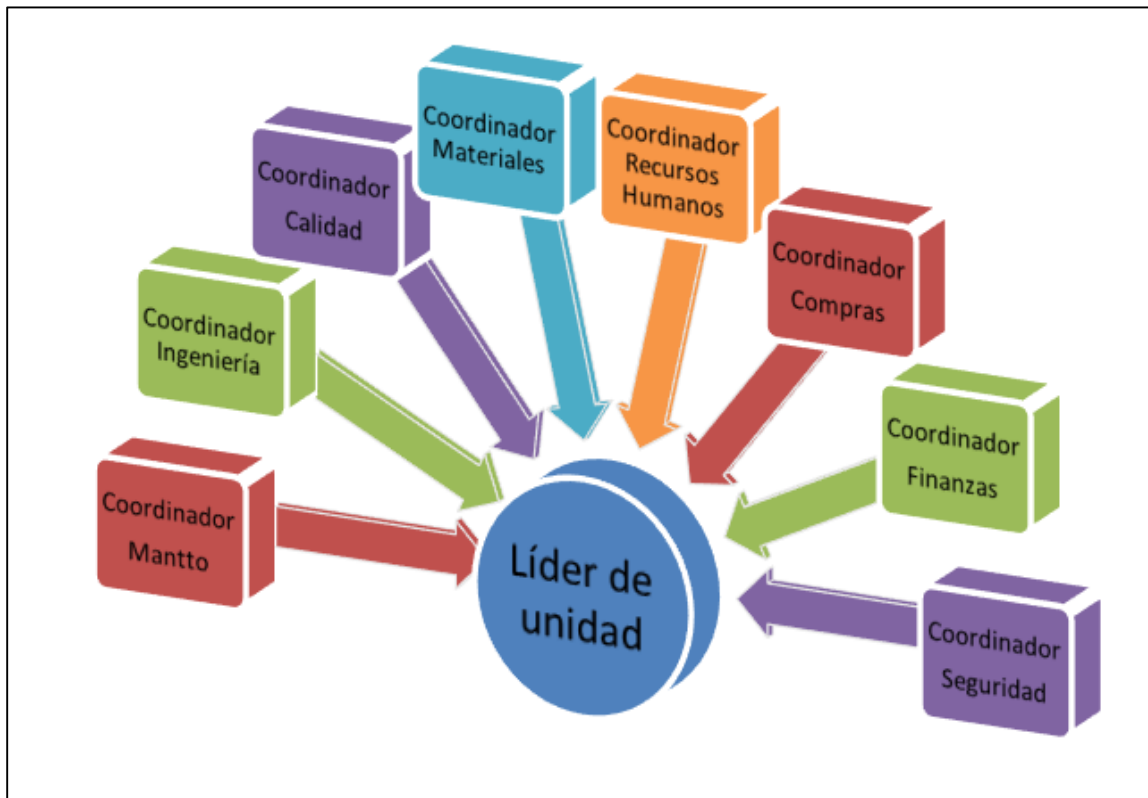 Coordinador
Materiales
Coordinador
Recursos
Humanos
Coordinador
Calidad
Coordinador
Compras
Coordinador
Ingeniería
Coordinador
Finanzas
Coordinador
Mantto
Líder de
unidad
Coordinador
Seguridad